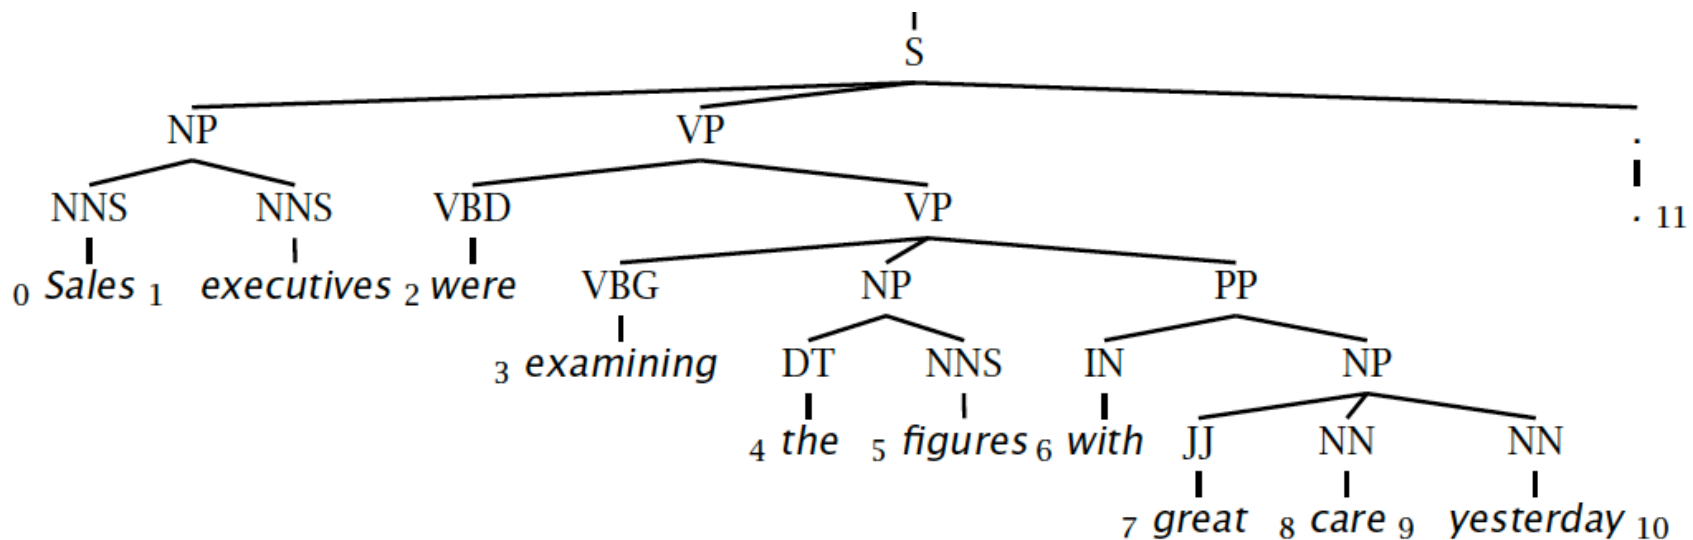 S
NP VP .
NNS NNS VBD VP . 11
0 Sales 1 executives 2 were VBG NP PP
3 examining DT NNS IN NP
4 the 5 figures 6 with JJ NN NN
7 great 8 care 9 yesterday 10